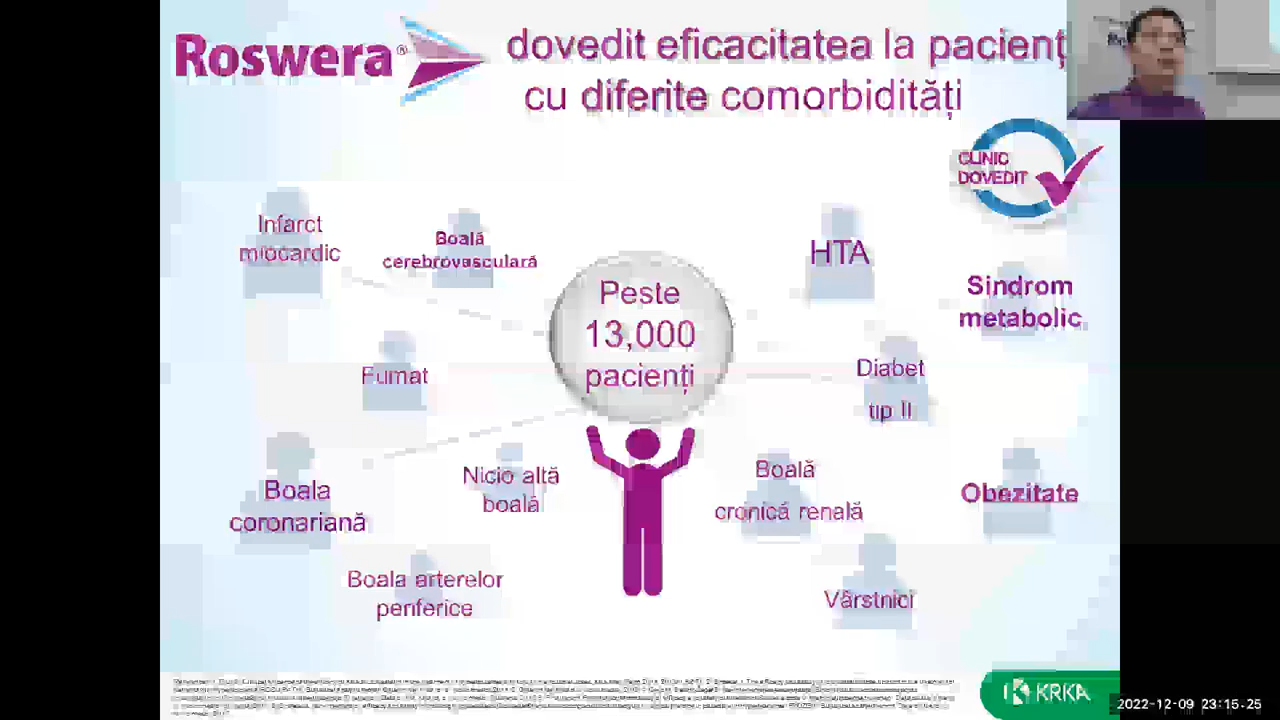 Roswera®
dovedit eficacitatea la pacienț
cu diferite comorbidități
CLINIC
DOVEDIT
Infarct
miocardic
Boală
cerebrovasculară
HTA
Sindrom
metabolic
Peste
13,000
pacienți
Fumat
Diabet
tip II
Nicio altă
boală
Boală
cronică renală
Obezitate
Boala
coronariană
Boala arterelor
periferice
Vârstnici
KRKA
2022-12-09 23:15:25